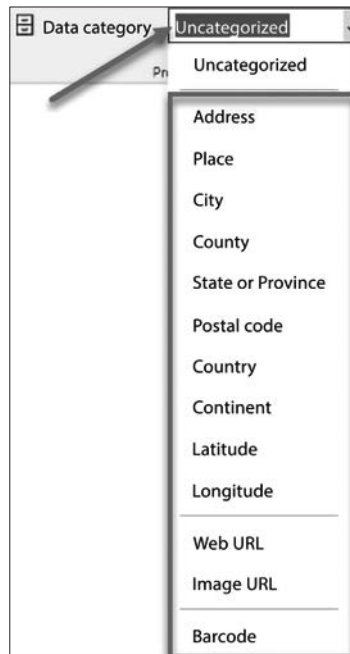 Data category Uncategorized
Pr
Uncategorized
Address
Place
City
County
State or Province
Postal code
Country
Continent
Latitude
Longitude
Web URL
Image URL
Barcode